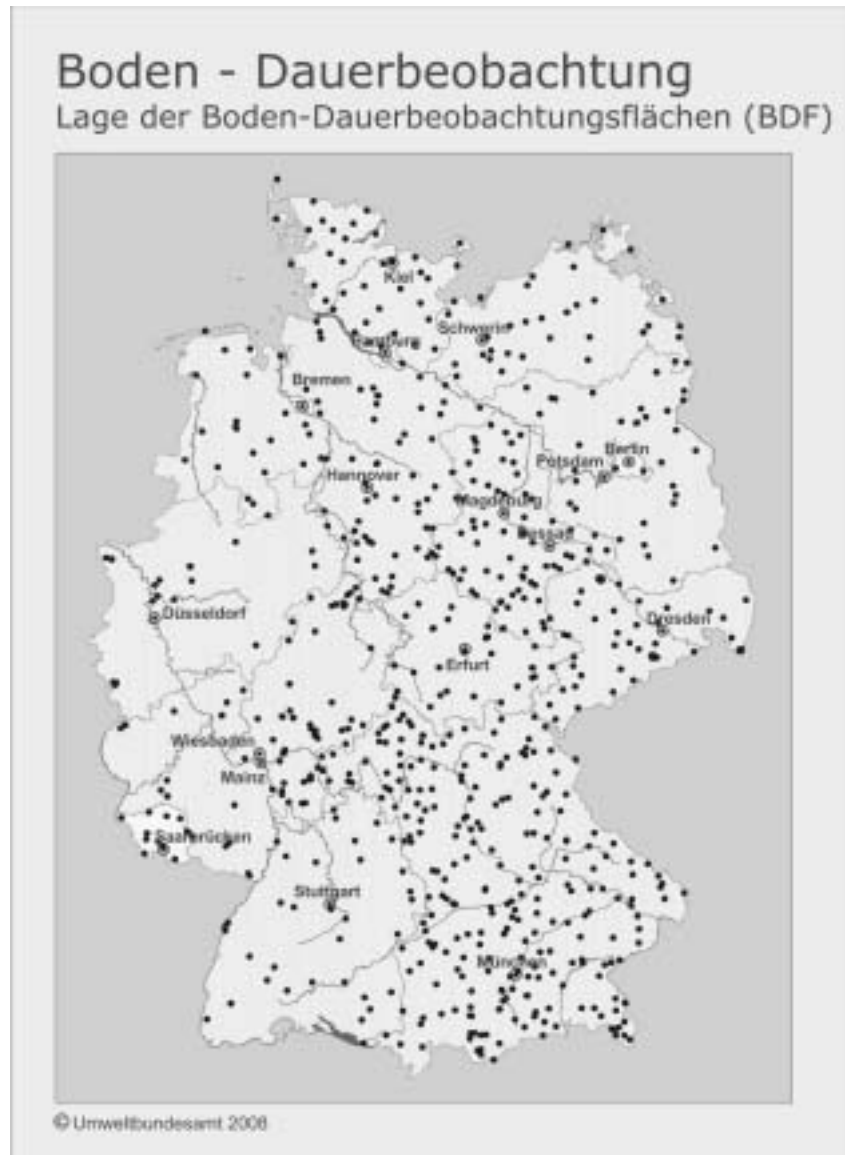 Boden - Dauerbeobachtung
Lage der Boden-Dauerbeobachtungsflächen (BDF)
Kiel
Schwerin
Hamburg
Bremen
Berlin
Potsdam
Hannover
Magdeburg
Dessau
Düsseldorf
Dresden
Erfurt
Wiesbaden
Mainz
Saarbrücken
Stuttgart
München
© Umweltbundesamt 2008